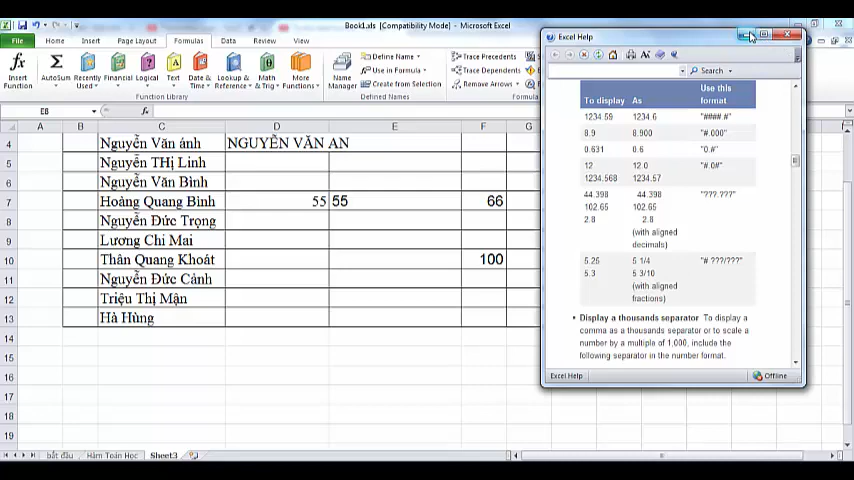 Book1.xls [Compatibility Mode] - Microsoft Excel
File Home Insert Page Layout Formulas Data Review View
Insert Function
AutoSum
Recently Used
Financial
Logical
Text
Date & Time
Lookup & Reference
Math & Trig
More Functions
Function Library
Name Manager
Define Name
Use in Formula
Create from Selection
Defined Names
Trace Precedents
Trace Dependents
Remove Arrows
E8 fx
A B C D E F G
4 Nguyễn Văn ánh NGUYỄN VĂN AN
5 Nguyễn THị Linh
6 Nguyễn Văn Bình
7 Hoàng Quang Bình 55 55 66
8 Nguyễn Đức Trọng
9 Lương Chi Mai
10 Thân Quang Khoát 100
11 Nguyễn Đức Cảnh
12 Triệu Thị Mận
13 Hà Hùng
14
15
16
17
18
19
bắt đầu Hàm Toán Học Sheet3
Excel Help
Search
To display As Use this format
1234.59 1234.6 "####.#"
8.9 8.900 "#.000"
0.631 0.6 "0.#"
12 12.0 "#.0#"
1234.568 1234.57
44.398 44.398 "???.???"
102.65 102.65
2.8 2.8
(with aligned
decimals)
5.25 5 1/4 "# ???/???"
5.3 5 3/10
(with aligned
fractions)
• Display a thousands separator To display a
comma as a thousands separator or to scale a
number by a multiple of 1,000, include the
following separator in the number format.
Excel Help Offline